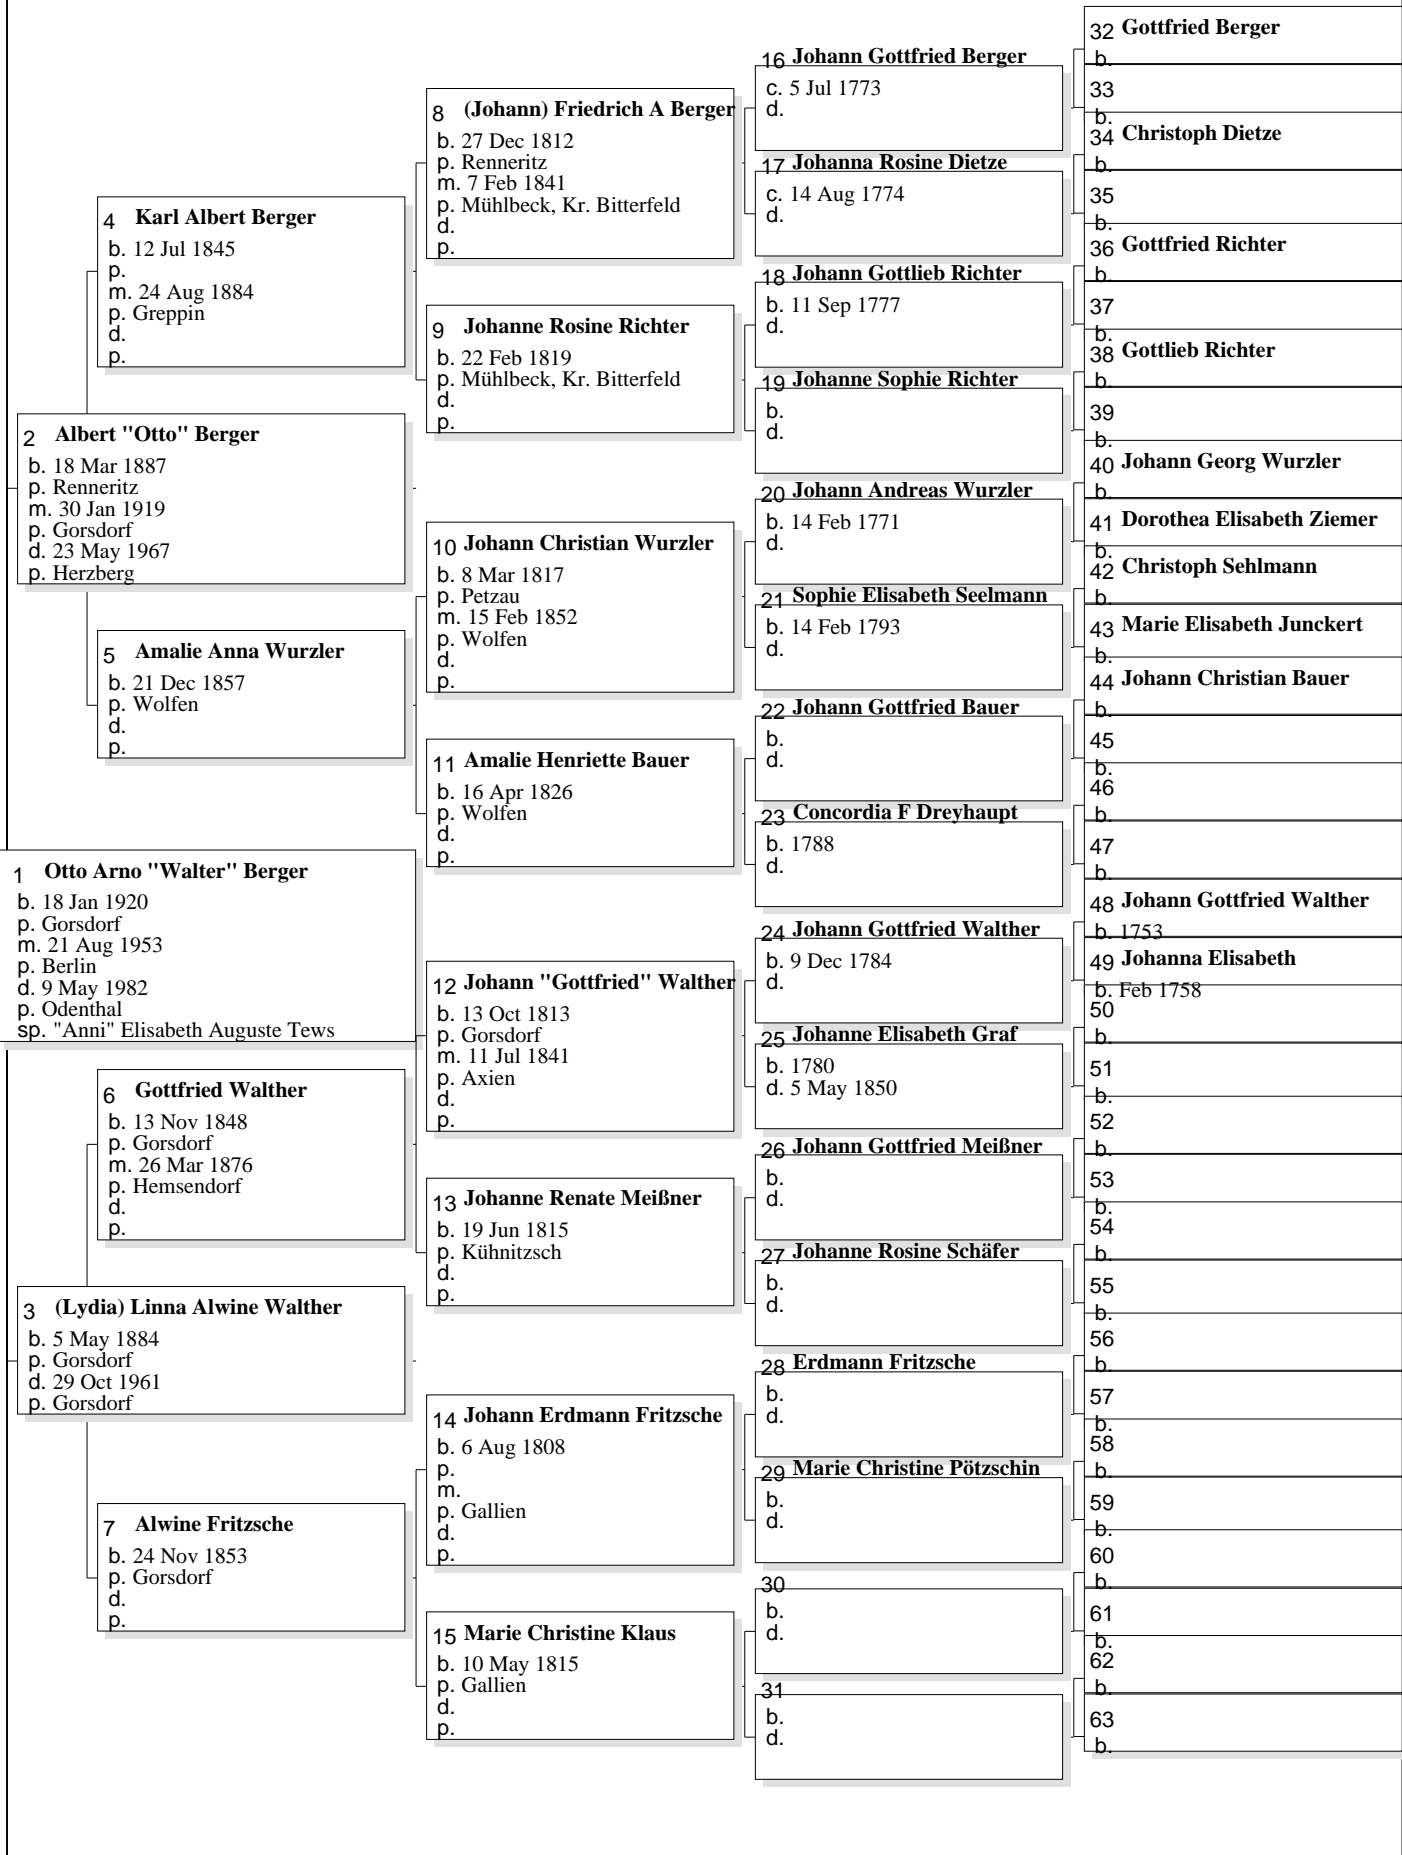 1 Otto Arno "Walter" Berger
b. 18 Jan 1920
p. Gorsdorf
m. 21 Aug 1953
p. Berlin
d. 9 May 1982
p. Odenthal
sp. "Anni" Elisabeth Auguste Tews
2 Albert "Otto" Berger
b. 18 Mar 1887
p. Renneritz
m. 30 Jan 1919
p. Gorsdorf
d. 23 May 1967
p. Herzberg
3 (Lydia) Linna Alwine Walther
b. 5 May 1884
p. Gorsdorf
d. 29 Oct 1961
p. Gorsdorf
4 Karl Albert Berger
b. 12 Jul 1845
p.
m. 24 Aug 1884
p. Greppin
d.
p.
5 Amalie Anna Wurzler
b. 21 Dec 1857
p. Wolfen
d.
p.
6 Gottfried Walther
b. 13 Nov 1848
p. Gorsdorf
m. 26 Mar 1876
p. Hemsendorf
d.
p.
7 Alwine Fritzsche
b. 24 Nov 1853
p. Gorsdorf
d.
p.
8 (Johann) Friedrich A Berger
b. 27 Dec 1812
p. Renneritz
m. 7 Feb 1841
p. Mühlbeck, Kr. Bitterfeld
d.
p.
9 Johanne Rosine Richter
b. 22 Feb 1819
p. Mühlbeck, Kr. Bitterfeld
d.
p.
10 Johann Christian Wurzler
b. 8 Mar 1817
p. Petzau
m. 15 Feb 1852
p. Wolfen
d.
p.
11 Amalie Henriette Bauer
b. 16 Apr 1826
p. Wolfen
d.
p.
12 Johann "Gottfried" Walther
b. 13 Oct 1813
p. Gorsdorf
m. 11 Jul 1841
p. Axien
d.
p.
13 Johanne Renate Meißner
b. 19 Jun 1815
p. Kühnitzsch
d.
p.
14 Johann Erdmann Fritzsche
b. 6 Aug 1808
p.
m.
p. Gallien
d.
p.
15 Marie Christine Klaus
b. 10 May 1815
p. Gallien
d.
p.
16 Johann Gottfried Berger
c. 5 Jul 1773
d.
17 Johanna Rosine Dietze
c. 14 Aug 1774
d.
18 Johann Gottlieb Richter
b. 11 Sep 1777
d.
19 Johanne Sophie Richter
b.
d.
20 Johann Andreas Wurzler
b. 14 Feb 1771
d.
21 Sophie Elisabeth Seelmann
b. 14 Feb 1793
d.
22 Johann Gottfried Bauer
b.
d.
23 Concordia F Dreyhaupt
b. 1788
d.
24 Johann Gottfried Walther
b. 9 Dec 1784
d.
25 Johanne Elisabeth Graf
b. 1780
d. 5 May 1850
26 Johann Gottfried Meißner
b.
d.
27 Johanne Rosine Schäfer
b.
d.
28 Erdmann Fritzsche
b.
d.
29 Marie Christine Pötzschin
b.
d.
30
b.
d.
31
b.
d.
32 Gottfried Berger
b.
33
b.
34 Christoph Dietze
b.
35
b.
36 Gottfried Richter
b.
37
b.
38 Gottlieb Richter
b.
39
b.
40 Johann Georg Wurzler
b.
41 Dorothea Elisabeth Ziemer
b.
42 Christoph Sehlmann
b.
43 Marie Elisabeth Junckert
b.
44 Johann Christian Bauer
b.
45
b.
46
b.
47
b.
48 Johann Gottfried Walther
b. 1753
49 Johanna Elisabeth
b. Feb 1758
50
b.
51
b.
52
b.
53
b.
54
b.
55
b.
56
b.
57
b.
58
b.
59
b.
60
b.
61
b.
62
b.
63
b.